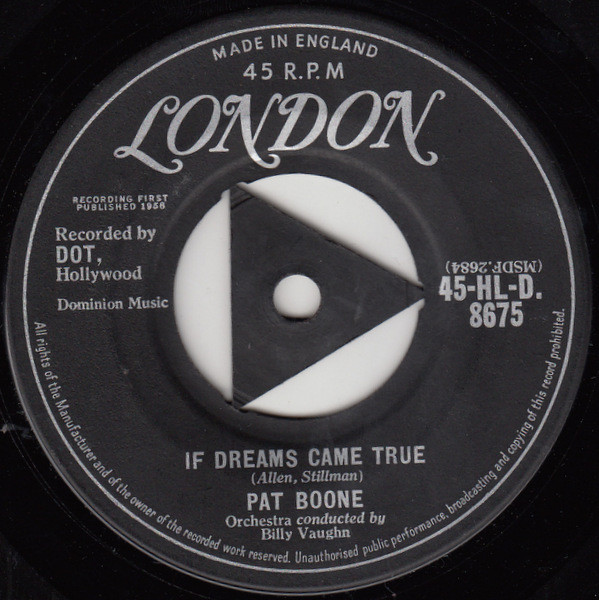 MADE IN ENGLAND
45 R.P.M
LONDON
RECORDING FIRST
PUBLISHED 1958
Recorded by
DOT,
Hollywood
Dominion Music
(MSDF.2684)
45-HL-D.
8675
IF DREAMS CAME TRUE
(Allen, Stillman)
PAT BOONE
Orchestra conducted by
Billy Vaughn
All rights of the Manufacturer and of the owner of the recorded work reserved. Unauthorised public performance, broadcasting and copying of this record prohibited.